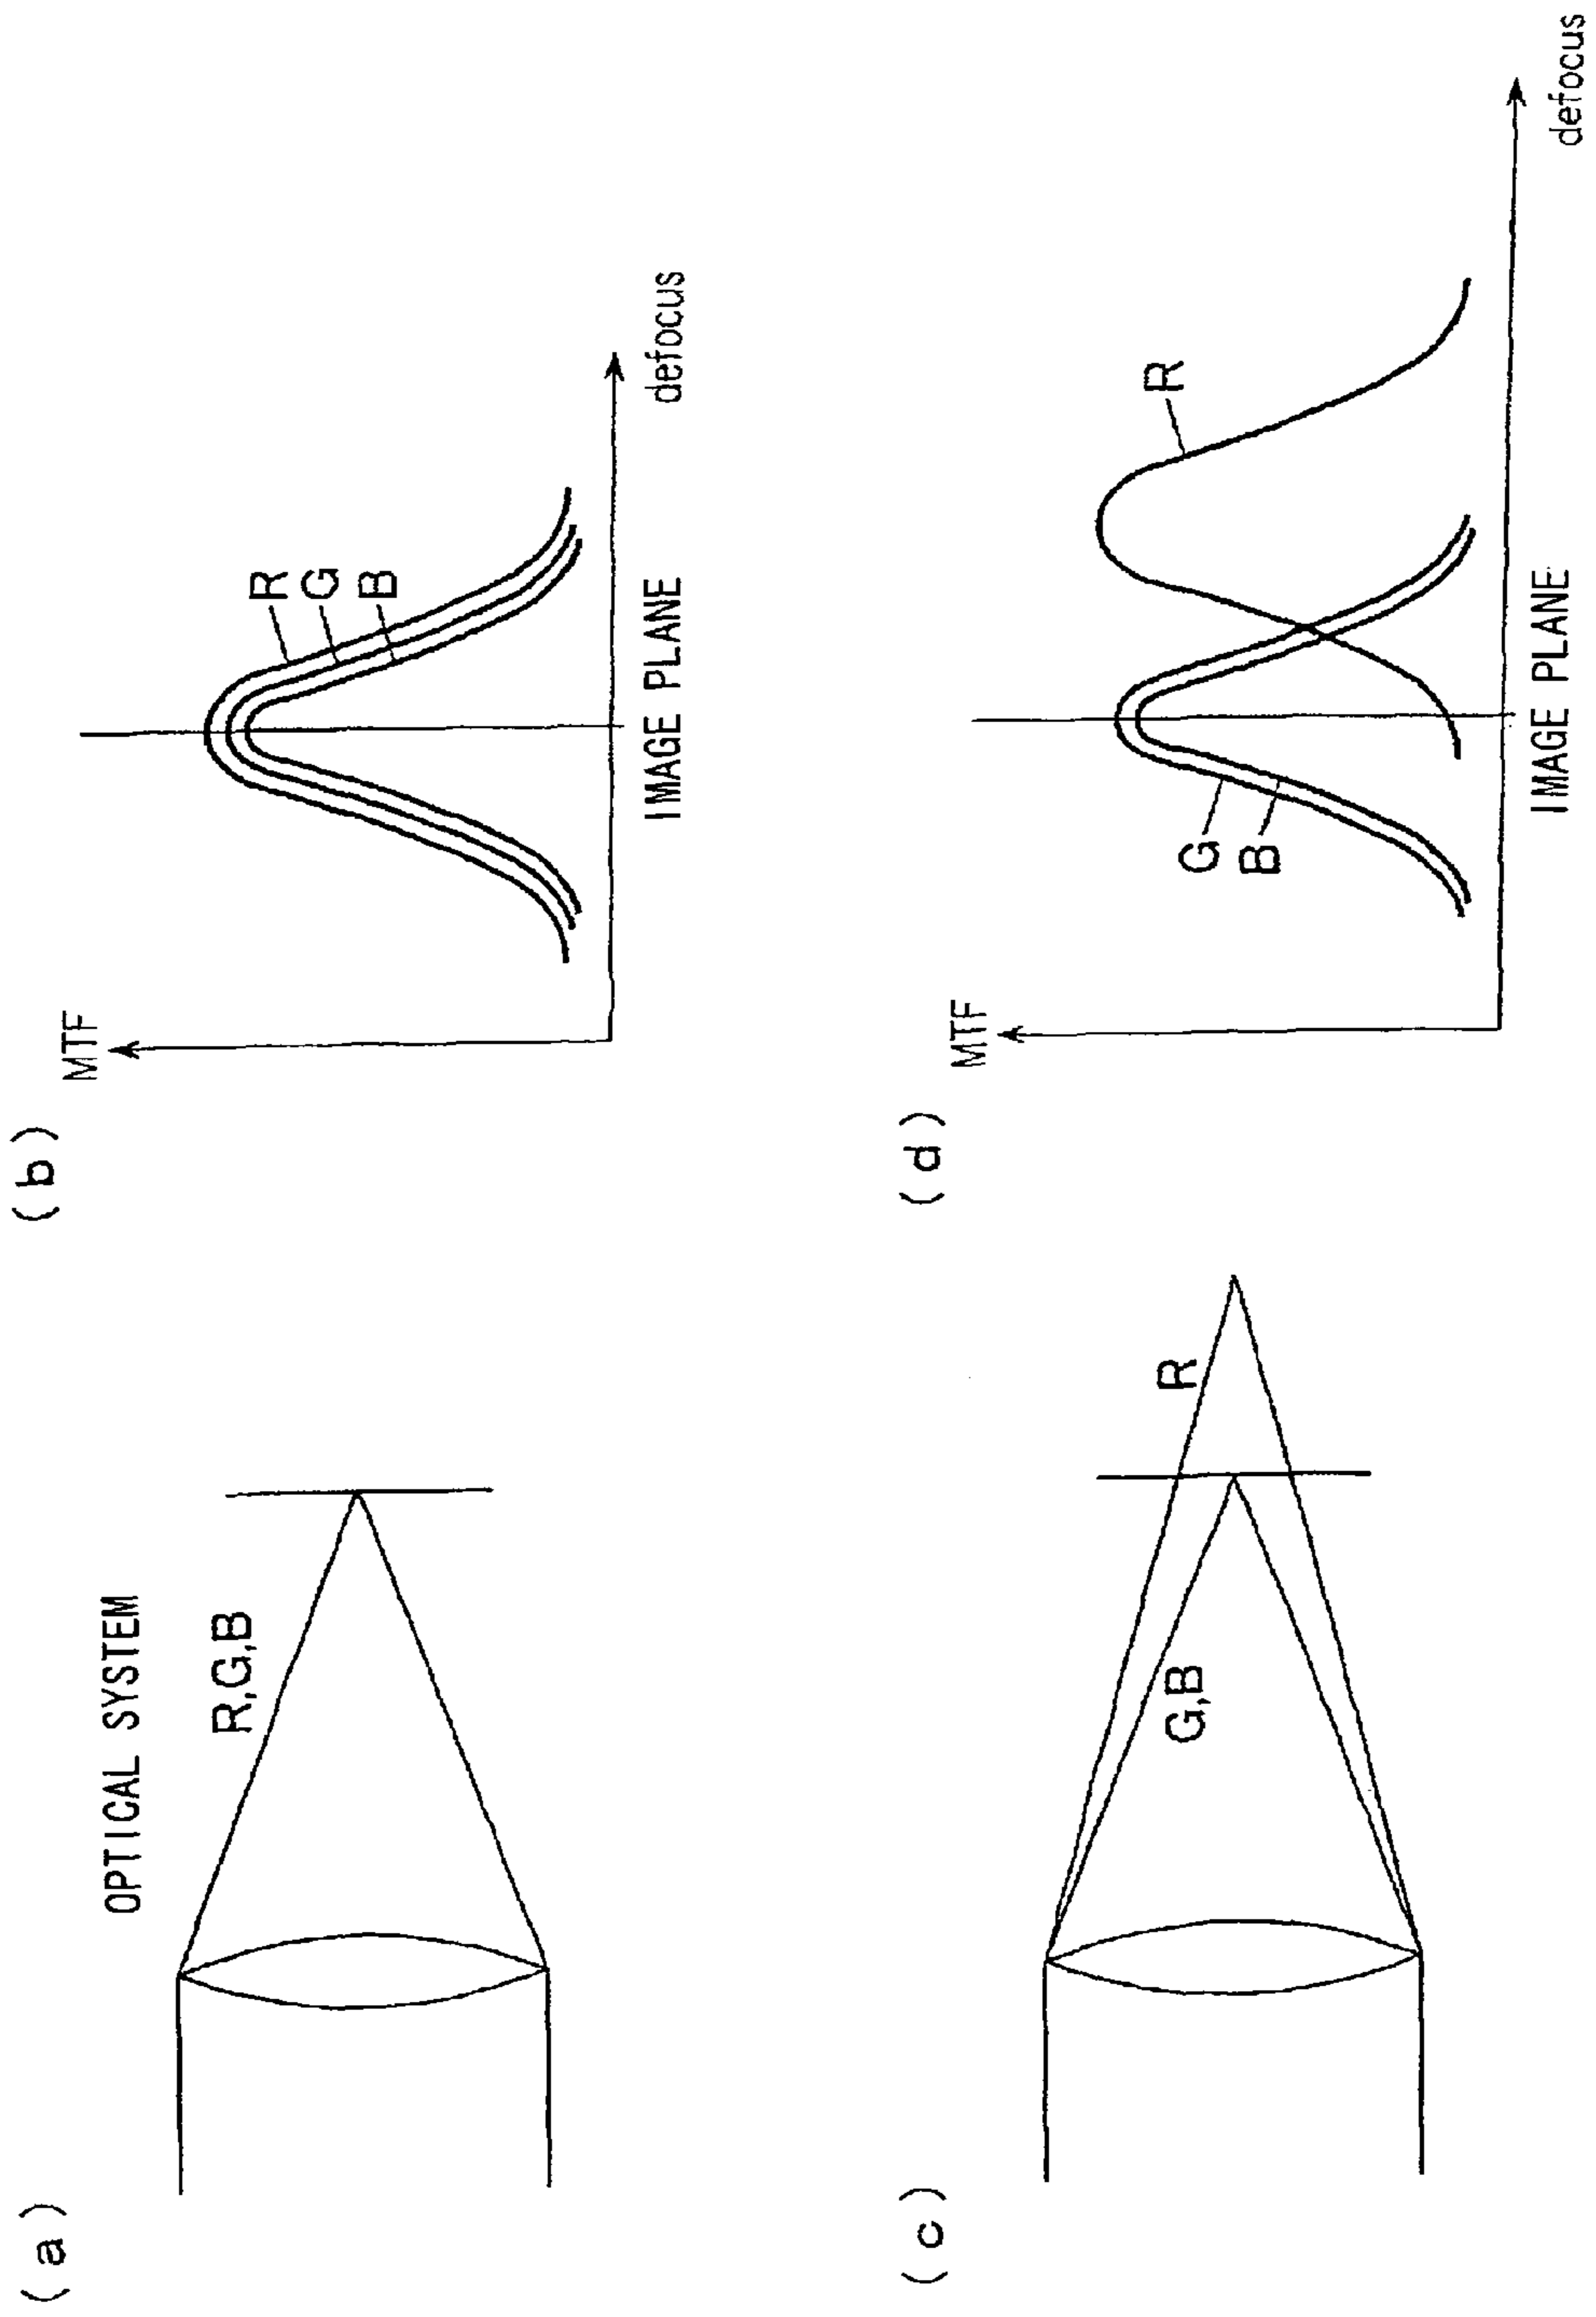 (a)
OPTICAL SYSTEM
R,G,B
(b)
MTF
R
G
B
IMAGE PLANE
defocus
(c)
R
G,B
(d)
MTF
R
G
B
IMAGE PLANE
defocus